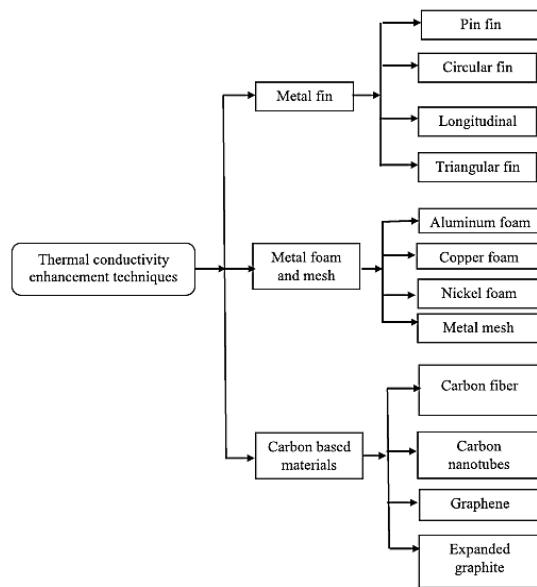 Thermal conductivity
enhancement techniques
Metal fin
Pin fin
Circular fin
Longitudinal
Triangular fin
Metal foam
and mesh
Aluminum foam
Copper foam
Nickel foam
Metal mesh
Carbon based
materials
Carbon fiber
Carbon
nanotubes
Graphene
Expanded
graphite